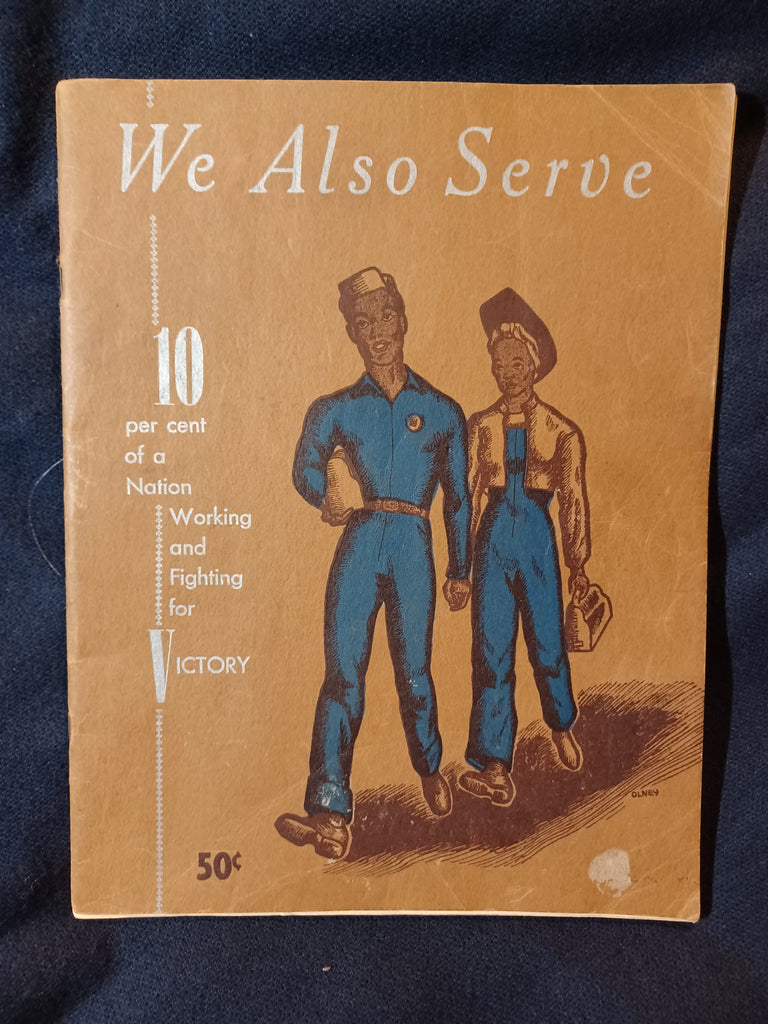 We Also Serve
10
per cent
of a
Nation
Working
and
Fighting
for
VICTORY
OLNEY
50¢